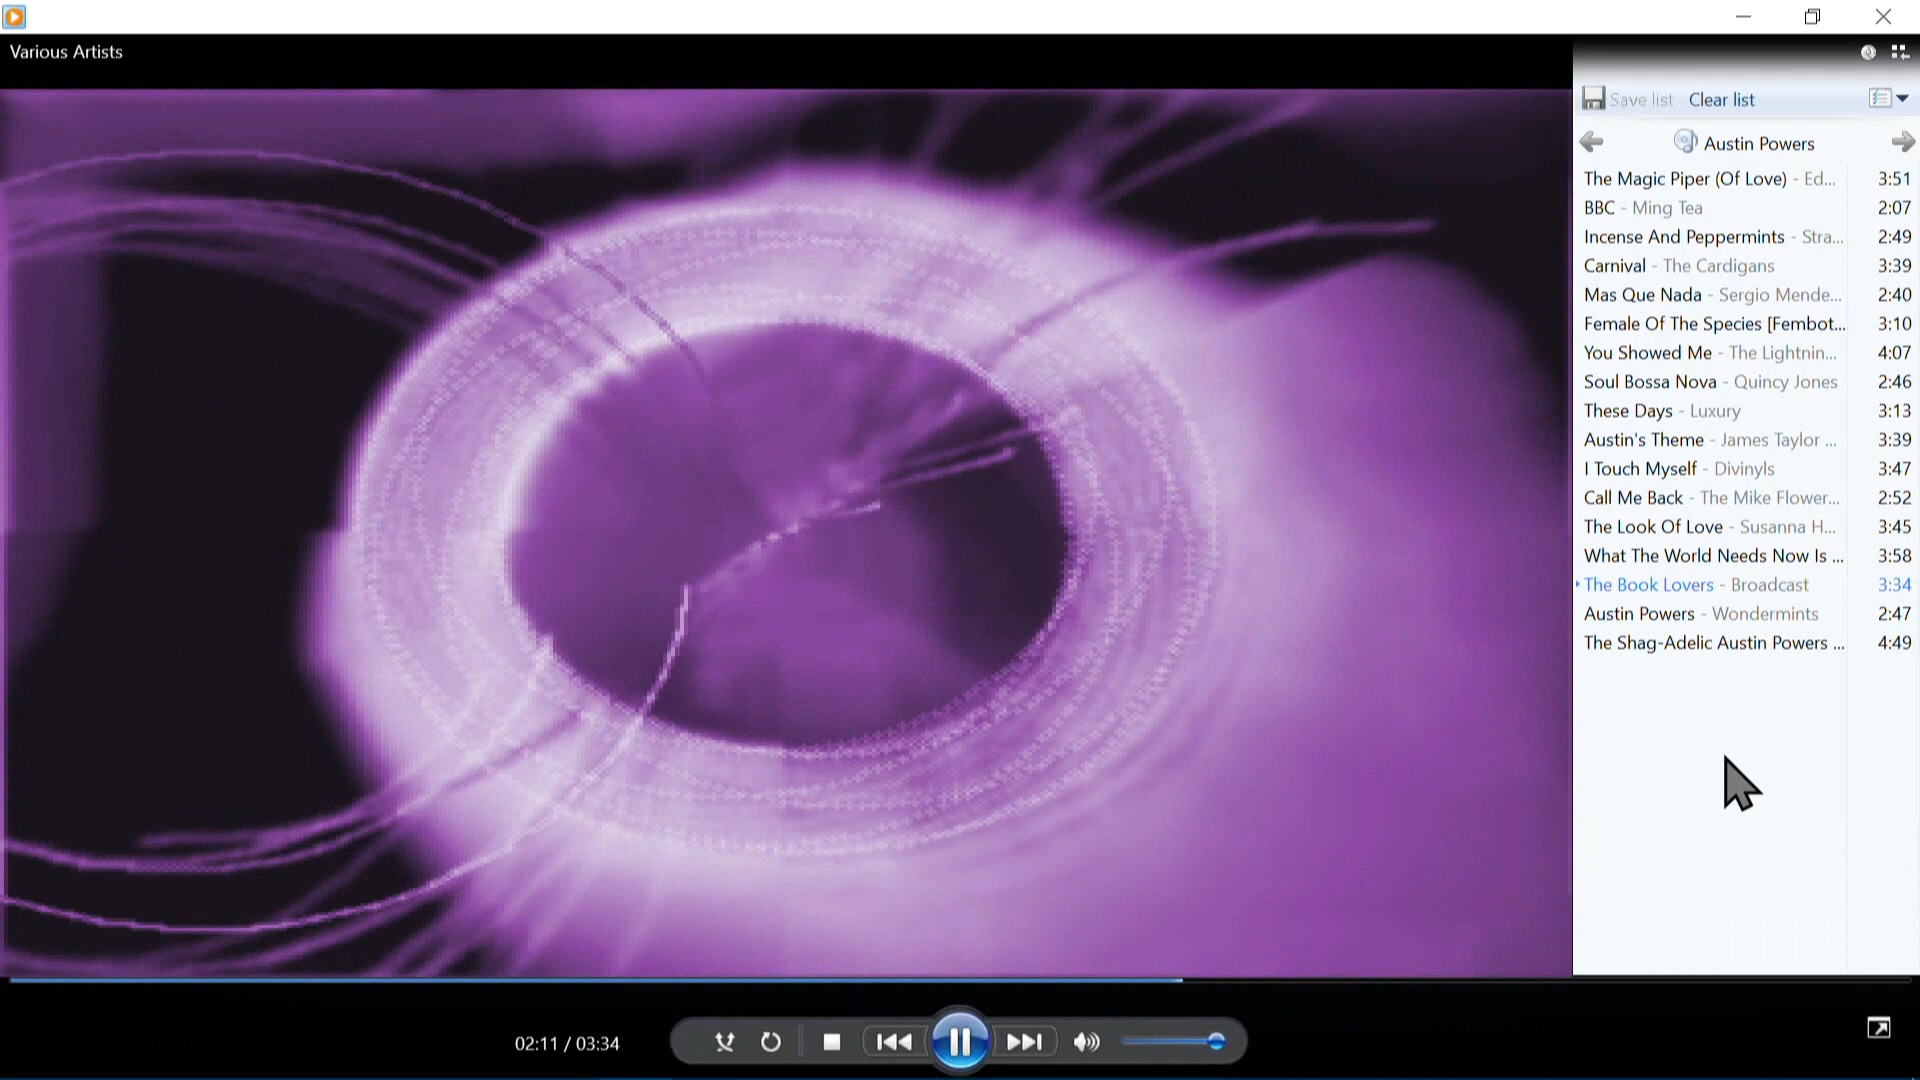 Various Artists
Save list Clear list
Austin Powers
The Magic Piper (Of Love) - Ed... 3:51
BBC - Ming Tea 2:07
Incense And Peppermints - Stra... 2:49
Carnival - The Cardigans 3:39
Mas Que Nada - Sergio Mende... 2:40
Female Of The Species [Fembot... 3:10
You Showed Me - The Lightnin... 4:07
Soul Bossa Nova - Quincy Jones 2:46
These Days - Luxury 3:13
Austin's Theme - James Taylor ... 3:39
I Touch Myself - Divinyls 3:47
Call Me Back - The Mike Flower... 2:52
The Look Of Love - Susanna H... 3:45
What The World Needs Now Is ... 3:58
The Book Lovers - Broadcast 3:34
Austin Powers - Wondermints 2:47
The Shag-Adelic Austin Powers ... 4:49
02:11 / 03:34